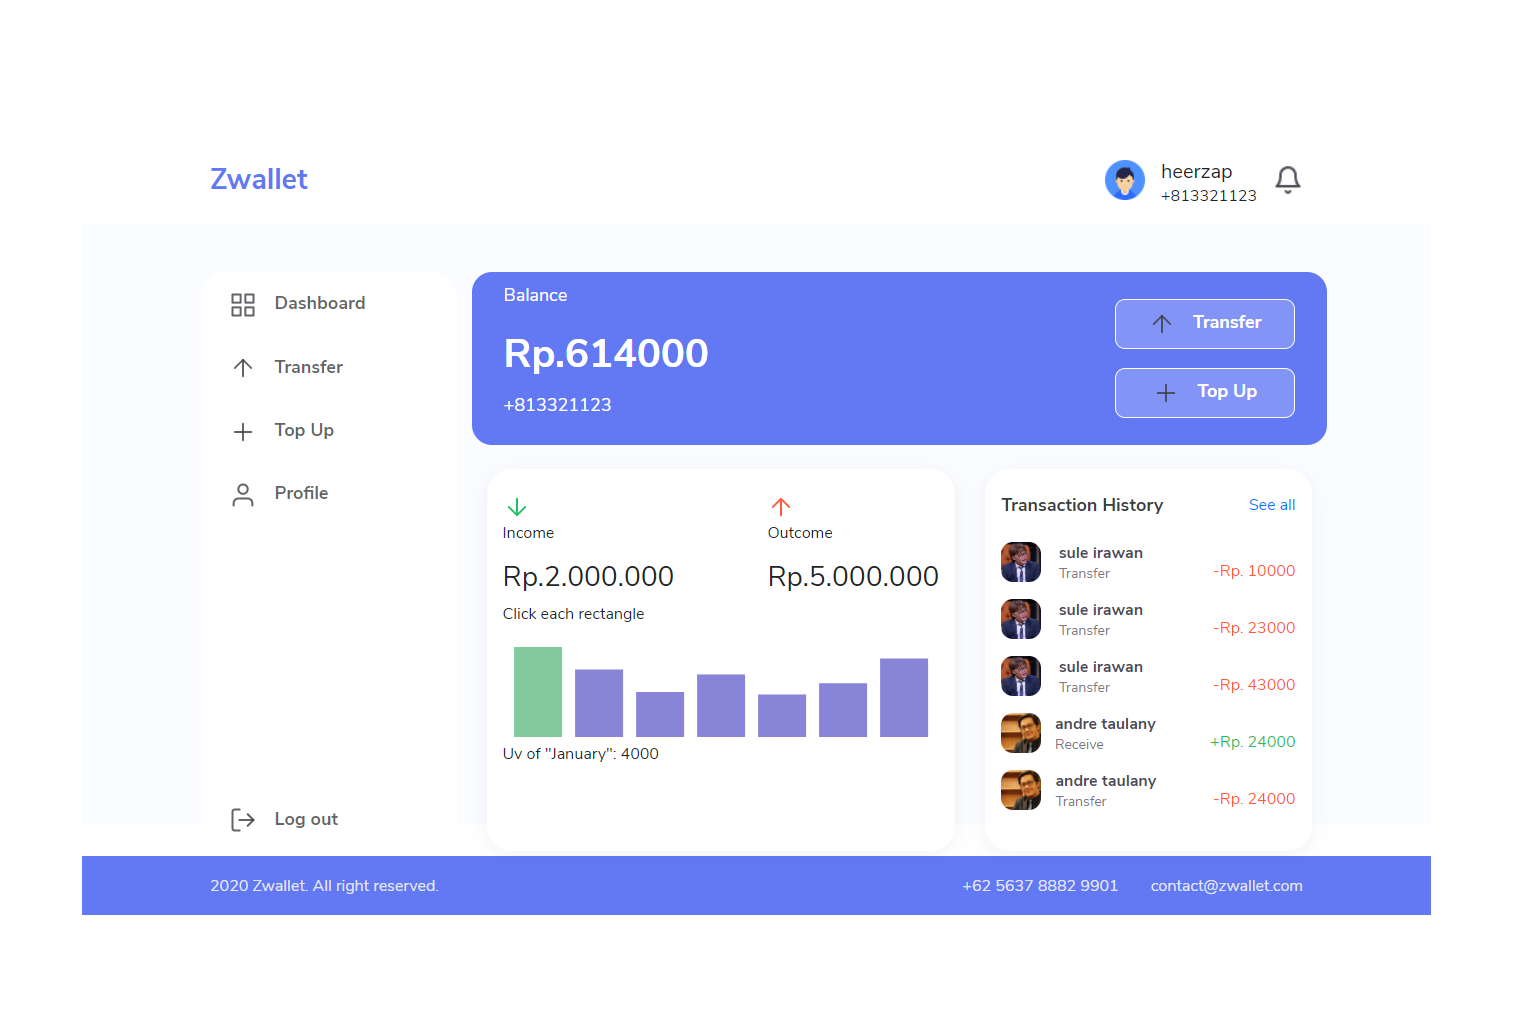 Zwallet
heerzap
+813321123
Dashboard
Transfer
Top Up
Profile
Log out
Balance
Rp.614000
+813321123
Transfer
Top Up
Income
Rp.2.000.000
Outcome
Rp.5.000.000
Click each rectangle
Uv of "January": 4000
Transaction History
See all
sule irawan
Transfer
-Rp. 10000
sule irawan
Transfer
-Rp. 23000
sule irawan
Transfer
-Rp. 43000
andre taulany
Receive
+Rp. 24000
andre taulany
Transfer
-Rp. 24000
2020 Zwallet. All right reserved.
+62 5637 8882 9901
contact@zwallet.com